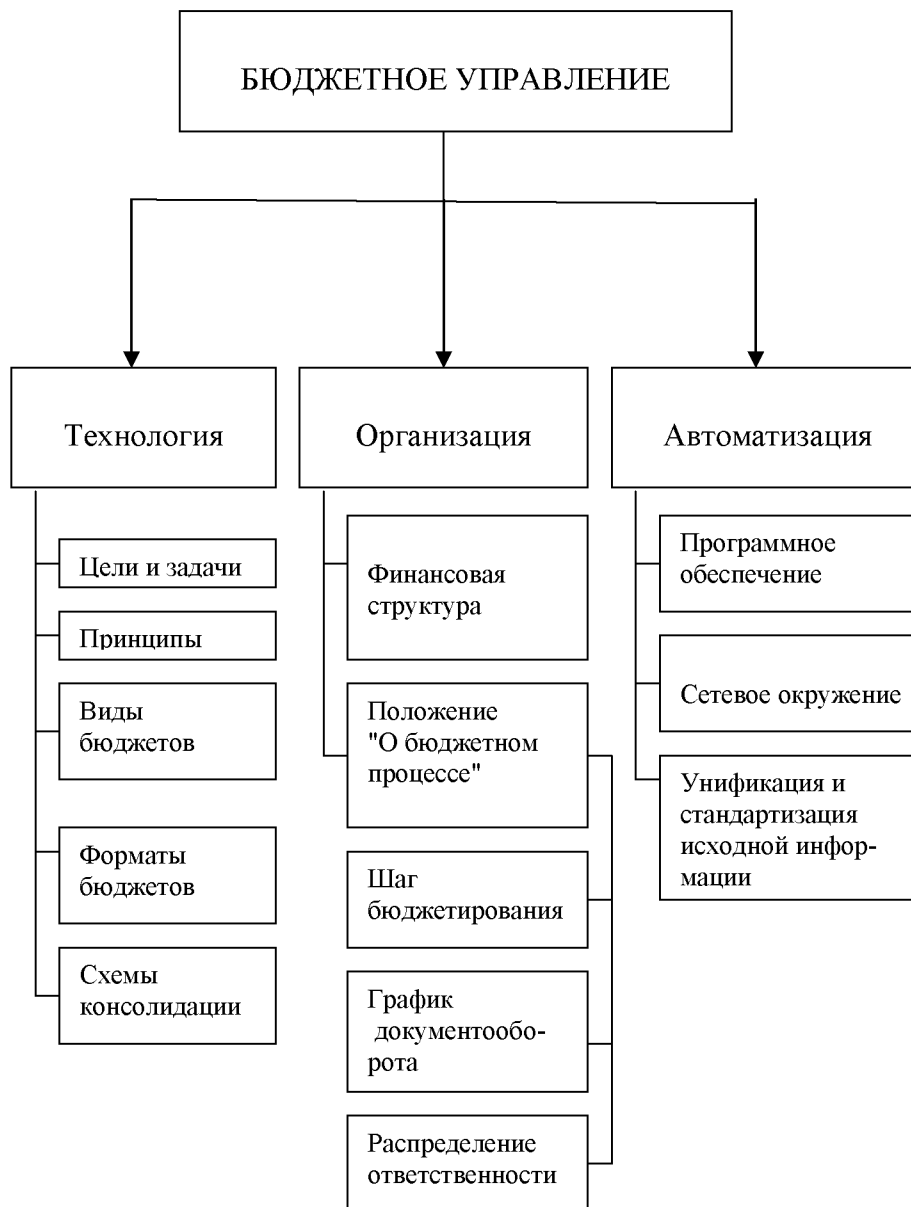 БЮДЖЕТНОЕ УПРАВЛЕНИЕ
Технология
Организация
Автоматизация
Цели и задачи
Принципы
Виды
бюджетов
Форматы
бюджетов
Схемы
консолидации
Финансовая
структура
Положение
"О бюджетном
процессе"
Шаг
бюджетирования
График
документообо-
рота
Распределение
ответственности
Программное
обеспечение
Сетевое окружение
Унификация и
стандартизация
исходной инфор-
мации